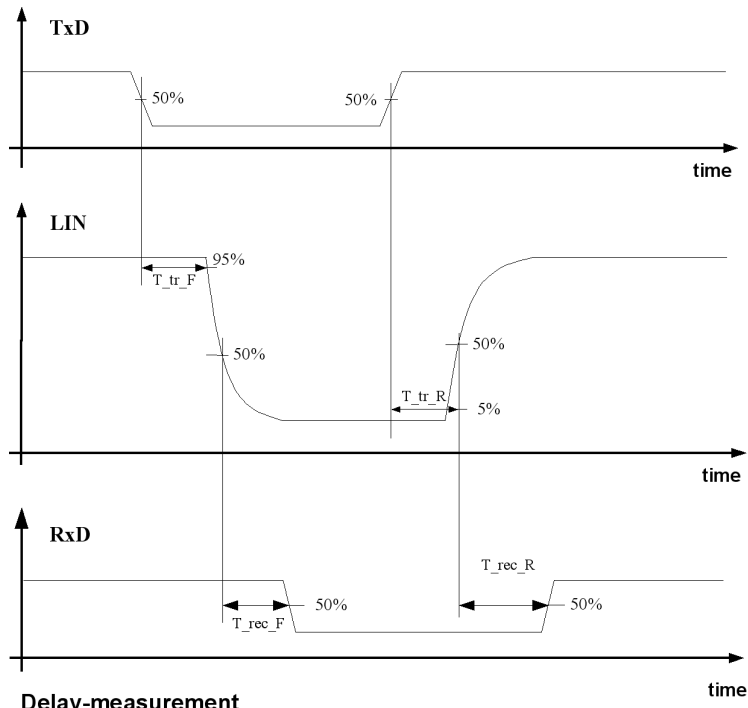 TxD
50%
50%
time
LIN
95%
T_tr_F
50%
50%
T_tr_R
5%
time
RxD
T_rec_R
50%
50%
T_rec_F
time
Delay-measurement